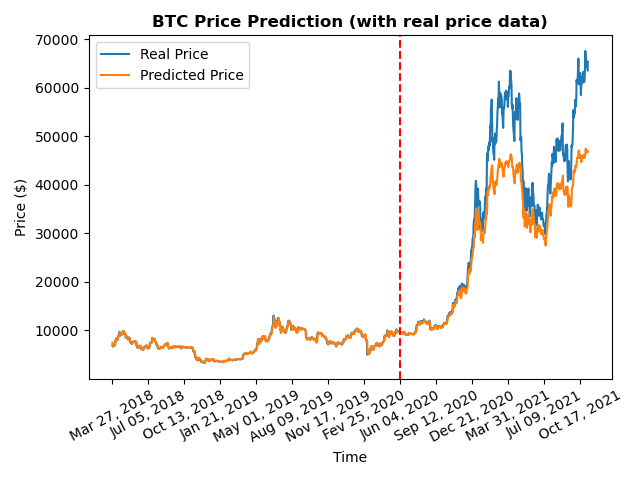 BTC Price Prediction (with real price data)
Real Price
Predicted Price
70000
60000
50000
40000
30000
20000
10000
Price ($)
Mar 27, 2018
Jul 05, 2018
Oct 13, 2018
Jan 21, 2019
May 01, 2019
Aug 09, 2019
Nov 17, 2019
Fev 25, 2020
Jun 04, 2020
Sep 12, 2020
Dec 21, 2020
Mar 31, 2021
Jul 09, 2021
Oct 17, 2021
Time